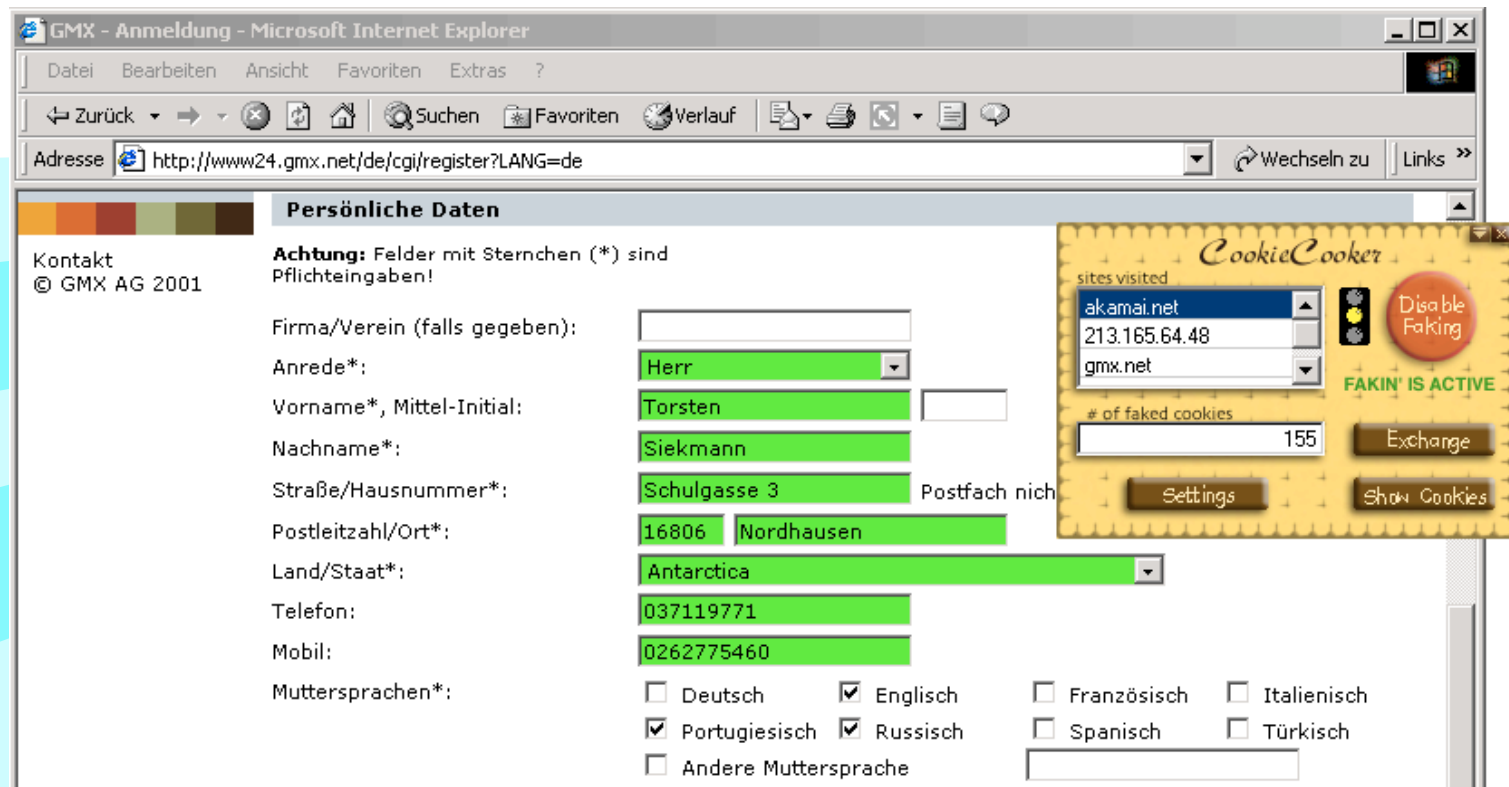 GMX - Anmeldung - Microsoft Internet Explorer
Datei Bearbeiten Ansicht Favoriten Extras ?
Zurück Suchen Favoriten Verlauf
Adresse http://www24.gmx.net/de/cgi/register?LANG=de Wechseln zu Links »
Persönliche Daten
Kontakt
© GMX AG 2001
Achtung: Felder mit Sternchen (*) sind
Pflichteingaben!
Firma/Verein (falls gegeben):
Anrede*: Herr
Vorname*, Mittel-Initial: Torsten
Nachname*: Siekmann
Straße/Hausnummer*: Schulgasse 3 Postfach nich
Postleitzahl/Ort*: 16806 Nordhausen
Land/Staat*: Antarctica
Telefon: 037119771
Mobil: 0262775460
Muttersprachen*: Deutsch Englisch Französisch Italienisch
Portugiesisch Russisch Spanisch Türkisch
Andere Muttersprache
CookieCooker
sites visited
akamai.net
213.165.64.48
gmx.net
Disable
Faking
FAKIN' IS ACTIVE
# of faked cookies
155
Exchange
Settings
Show Cookies